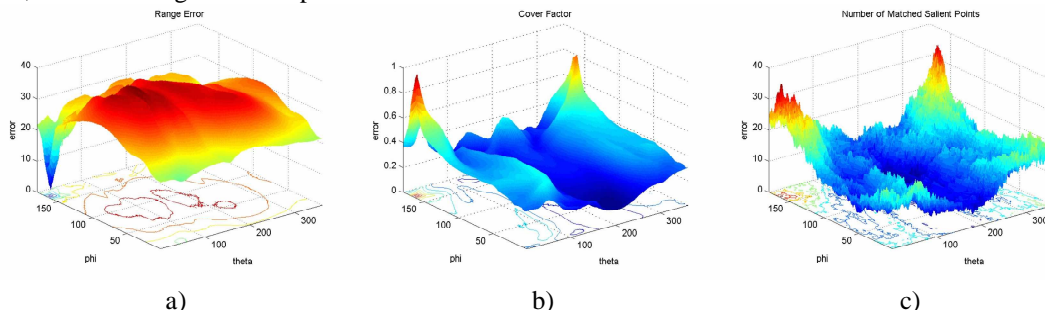 Range Error
Cover Factor
Number of Matched Salient Points
40
30
20
10
0
error
150
100
50
phi
100
200
300
theta
1
0.8
0.6
0.4
0.2
0
error
150
100
50
phi
100
200
300
theta
40
30
20
10
0
error
150
100
50
phi
100
200
300
theta
a)
b)
c)